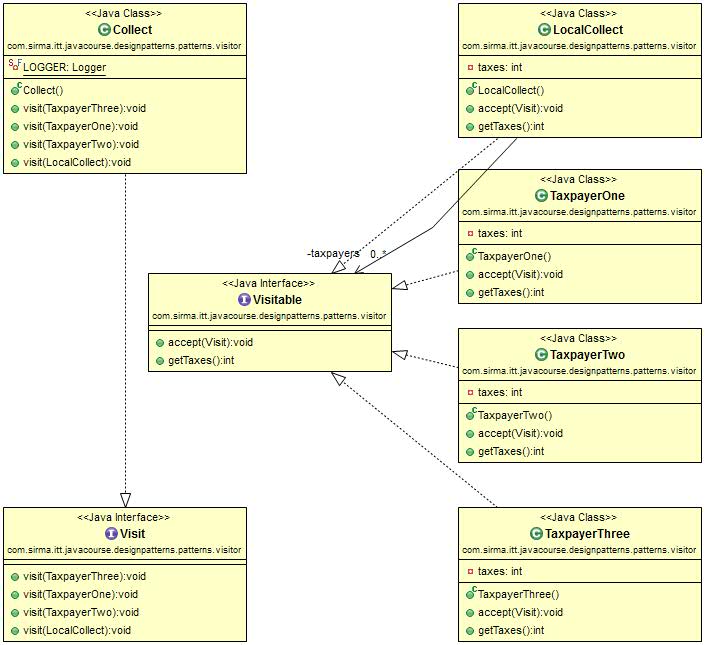 <<Java Class>>
Collect
com.sirma.itt.javacourse.designpatterns.patterns.visitor
LOGGER: Logger
Collect()
visit(TaxpayerThree):void
visit(TaxpayerOne):void
visit(TaxpayerTwo):void
visit(LocalCollect):void
<<Java Class>>
LocalCollect
com.sirma.itt.javacourse.designpatterns.patterns.visitor
taxes: int
LocalCollect()
accept(Visit):void
getTaxes():int
<<Java Class>>
TaxpayerOne
com.sirma.itt.javacourse.designpatterns.patterns.visitor
taxes: int
TaxpayerOne()
accept(Visit):void
getTaxes():int
-taxpayers 0..*
<<Java Interface>>
Visitable
com.sirma.itt.javacourse.designpatterns.patterns.visitor
accept(Visit):void
getTaxes():int
<<Java Class>>
TaxpayerTwo
com.sirma.itt.javacourse.designpatterns.patterns.visitor
taxes: int
TaxpayerTwo()
accept(Visit):void
getTaxes():int
<<Java Interface>>
Visit
com.sirma.itt.javacourse.designpatterns.patterns.visitor
visit(TaxpayerThree):void
visit(TaxpayerOne):void
visit(TaxpayerTwo):void
visit(LocalCollect):void
<<Java Class>>
TaxpayerThree
com.sirma.itt.javacourse.designpatterns.patterns.visitor
taxes: int
TaxpayerThree()
accept(Visit):void
getTaxes():int